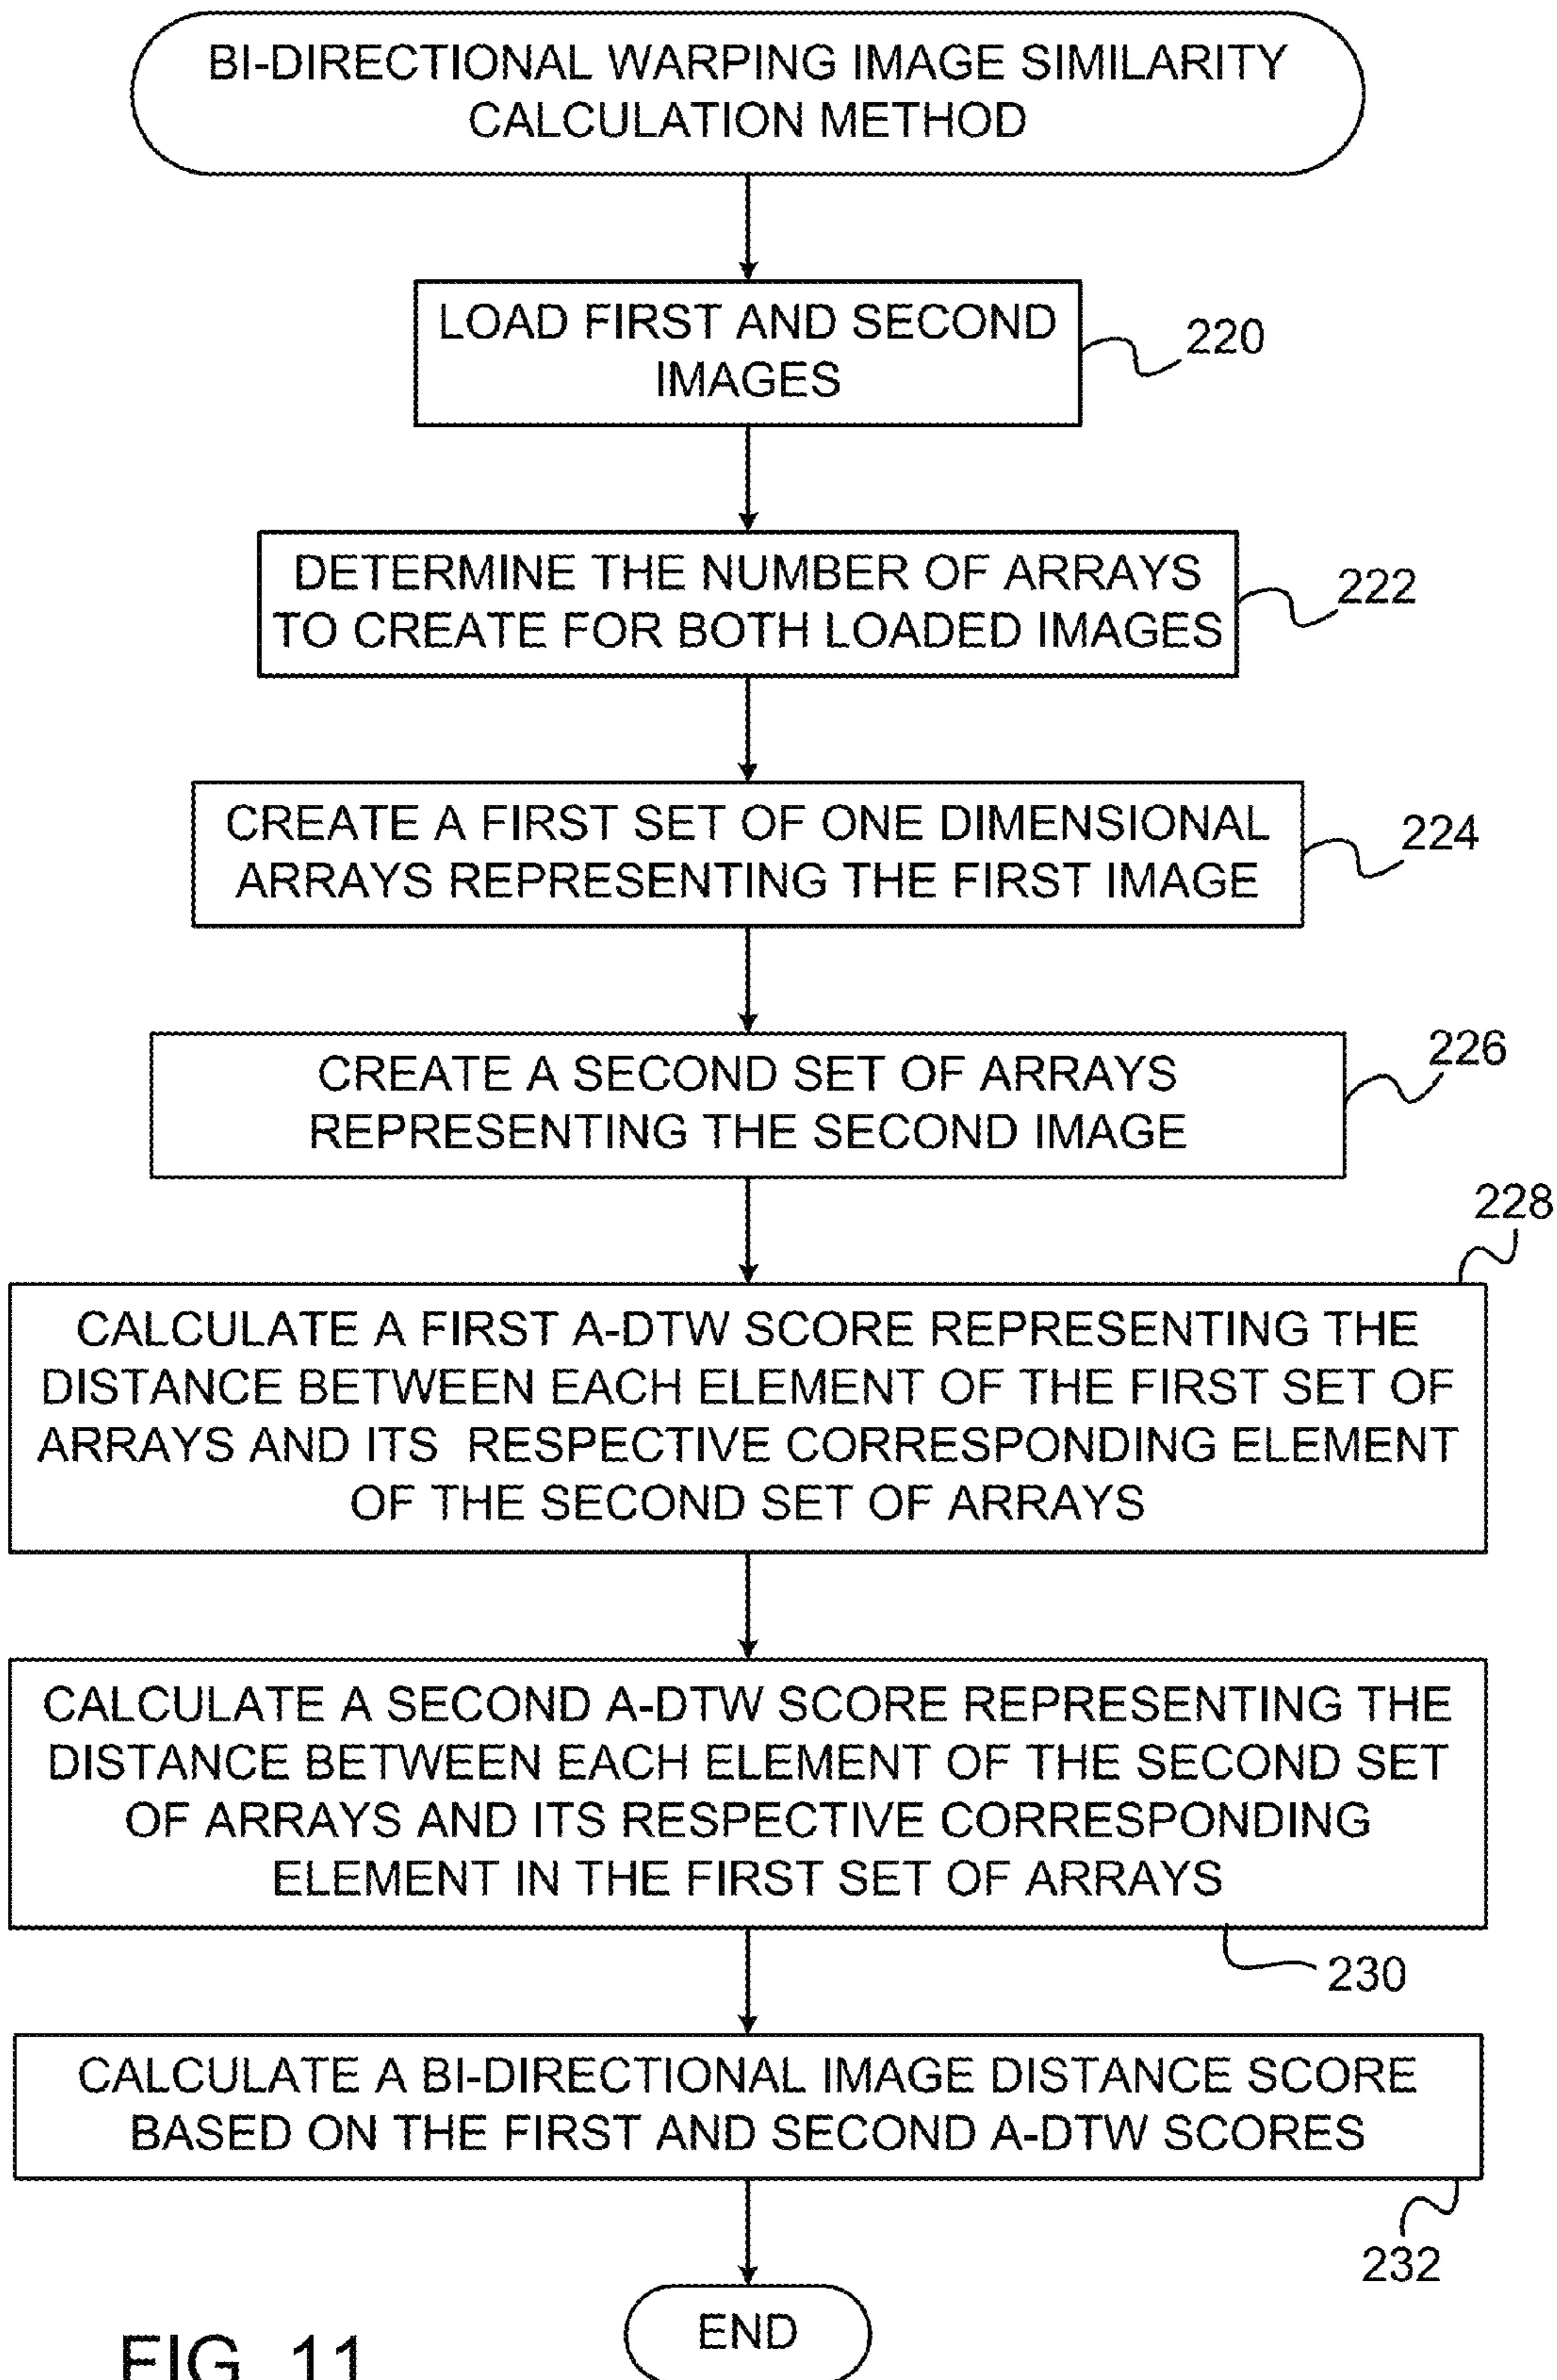 BI-DIRECTIONAL WARPING IMAGE SIMILARITY
CALCULATION METHOD
LOAD FIRST AND SECOND
IMAGES
220
DETERMINE THE NUMBER OF ARRAYS
TO CREATE FOR BOTH LOADED IMAGES
222
CREATE A FIRST SET OF ONE DIMENSIONAL
ARRAYS REPRESENTING THE FIRST IMAGE
224
CREATE A SECOND SET OF ARRAYS
REPRESENTING THE SECOND IMAGE
226
228
CALCULATE A FIRST A-DTW SCORE REPRESENTING THE
DISTANCE BETWEEN EACH ELEMENT OF THE FIRST SET OF
ARRAYS AND ITS RESPECTIVE CORRESPONDING ELEMENT
OF THE SECOND SET OF ARRAYS
CALCULATE A SECOND A-DTW SCORE REPRESENTING THE
DISTANCE BETWEEN EACH ELEMENT OF THE SECOND SET
OF ARRAYS AND ITS RESPECTIVE CORRESPONDING
ELEMENT IN THE FIRST SET OF ARRAYS
230
CALCULATE A BI-DIRECTIONAL IMAGE DISTANCE SCORE
BASED ON THE FIRST AND SECOND A-DTW SCORES
232
END
FIG. 11